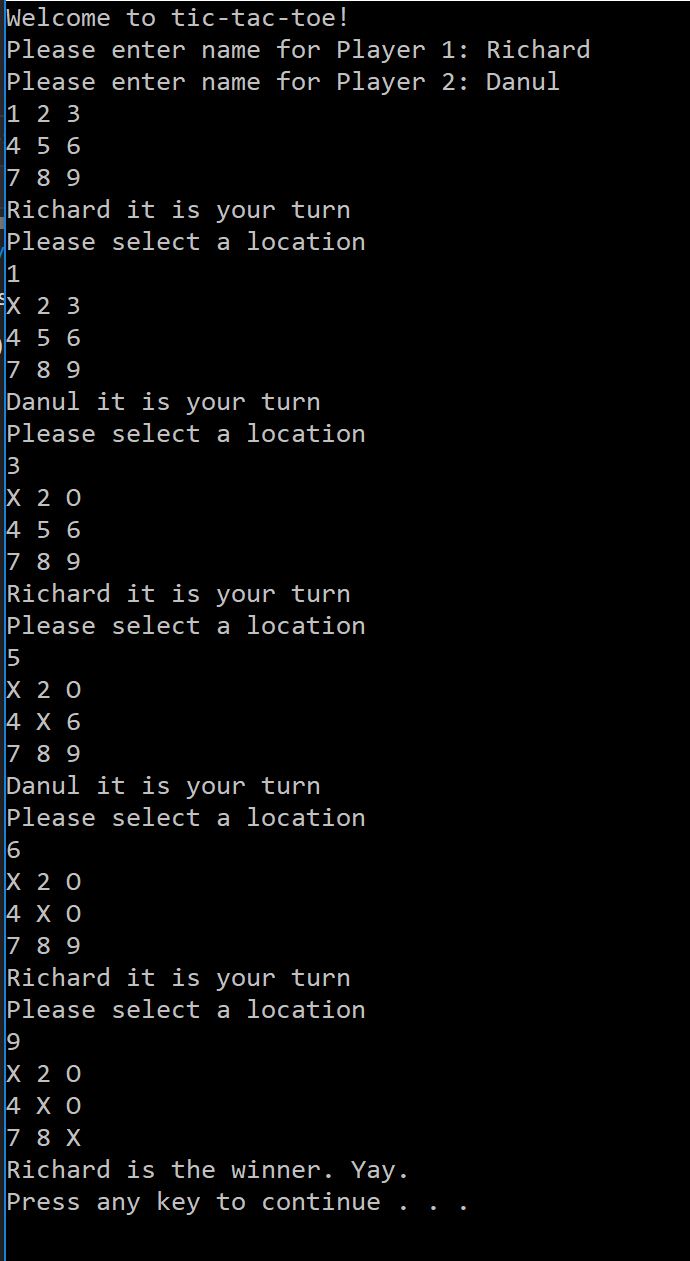 Welcome to tic-tac-toe!
Please enter name for Player 1: Richard
Please enter name for Player 2: Danul
1 2 3
4 5 6
7 8 9
Richard it is your turn
Please select a location
1
X 2 3
4 5 6
7 8 9
Danul it is your turn
Please select a location
3
X 2 O
4 5 6
7 8 9
Richard it is your turn
Please select a location
5
X 2 O
4 X 6
7 8 9
Danul it is your turn
Please select a location
6
X 2 O
4 X O
7 8 9
Richard it is your turn
Please select a location
9
X 2 O
4 X O
7 8 X
Richard is the winner. Yay.
Press any key to continue . . .